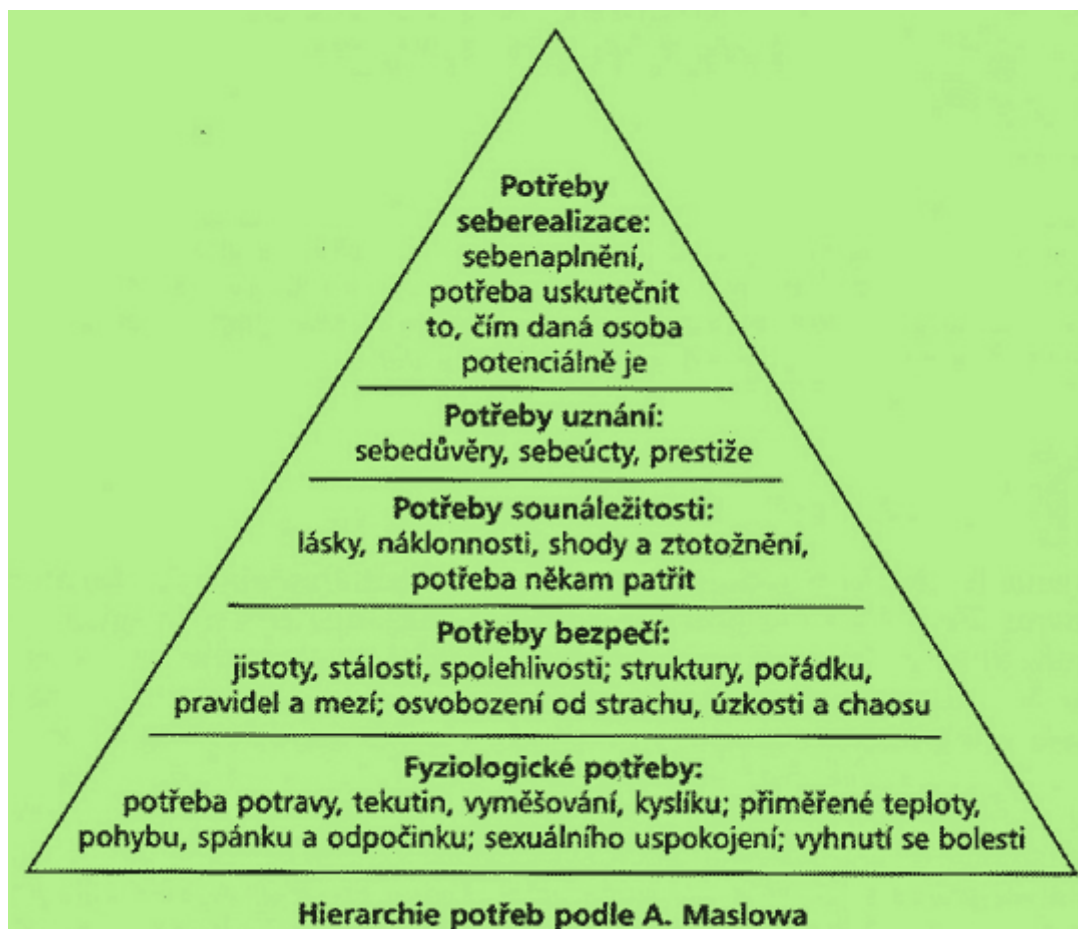 Potřeby
seberealizace:
sebenaplnění,
potřeba uskutečnit
to, čím daná osoba
potenciálně je
Potřeby uznání:
sebedůvěry, sebeúcty, prestiže
Potřeby sounáležitosti:
lásky, náklonnosti, shody a ztotožnění,
potřeba někam patřit
Potřeby bezpečí:
jistoty, stálosti, spolehlivosti; struktury, pořádku,
pravidel a mezí; osvobození od strachu, úzkosti a chaosu
Fyziologické potřeby:
potřeba potravy, tekutin, vyměšování, kyslíku; přiměřené teploty,
pohybu, spánku a odpočinku; sexuálního uspokojení; vyhnutí se bolesti
Hierarchie potřeb podle A. Maslowa